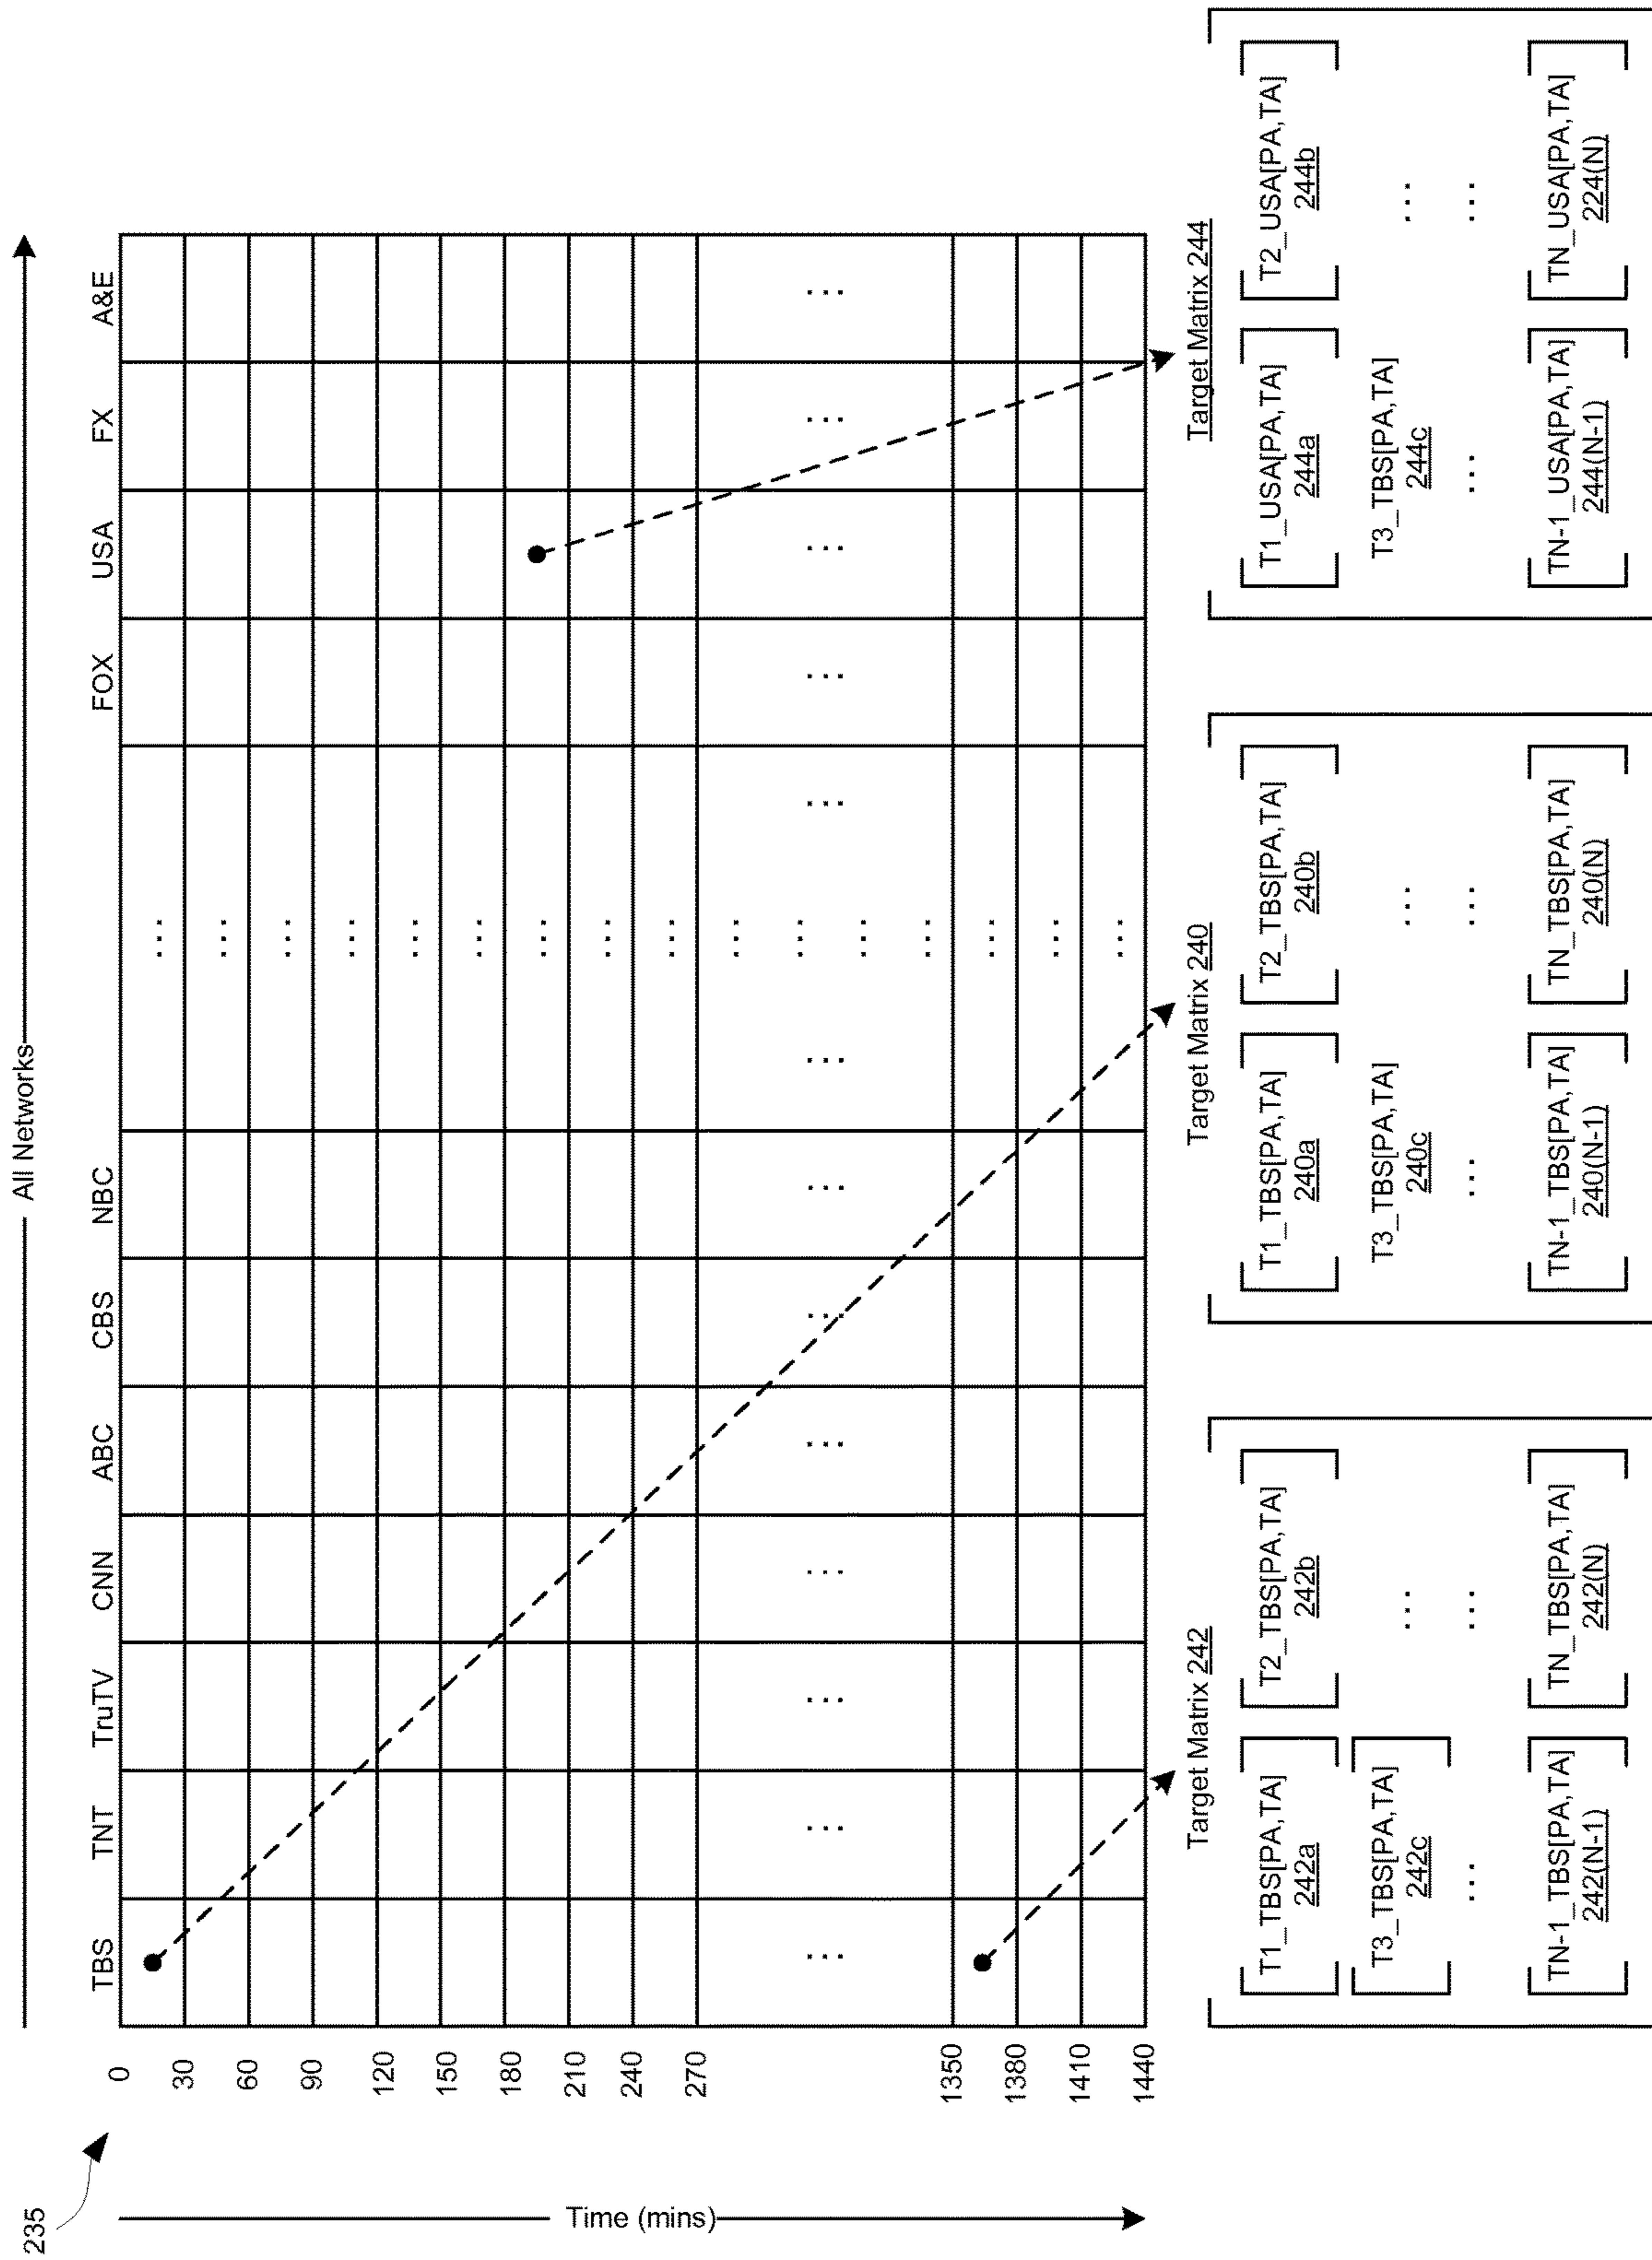 235
All Networks
TBS TNT TruTV CNN ABC CBS NBC FOX USA FX A&E
Time (mins)
0
30
... ...
60
...
90
...
120
...
150
...
180
...
210
...
240
...
270
...
... ... ... ... ... ... ... ... ... ... ... ... ...
1350
...
1380
...
1410
...
1440
Target Matrix 242
T1_TBS[PA,TA] T2_TBS[PA,TA]
242a 242b
T3_TBS[PA,TA]
242c ...
... ...
TN-1_TBS[PA,TA] TN_TBS[PA,TA]
242(N-1) 242(N)
Target Matrix 240
T1_TBS[PA,TA] T2_TBS[PA,TA]
240a 240b
T3_TBS[PA,TA]
240c ...
... ...
TN-1_TBS[PA,TA] TN_TBS[PA,TA]
240(N-1) 240(N)
Target Matrix 244
T1_USA[PA,TA] T2_USA[PA,TA]
244a 244b
T3_TBS[PA,TA]
244c ...
... ...
TN-1_USA[PA,TA] TN_USA[PA,TA]
244(N-1) 224(N)